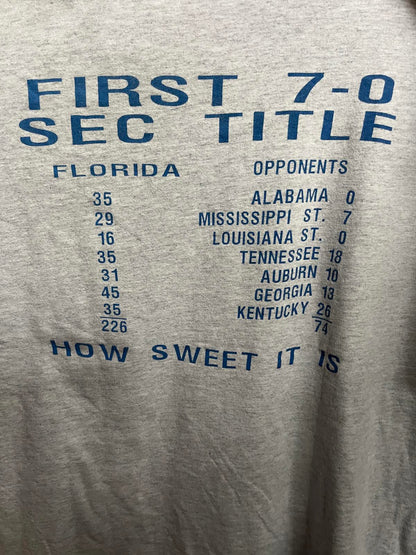 FIRST 7-0
SEC TITLE
FLORIDA OPPONENTS
35 ALABAMA 0
29 MISSISSIPPI ST. 7
16 LOUISIANA ST. 0
35 TENNESSEE 18
31 AUBURN 10
45 GEORGIA 13
35 KENTUCKY 26
226 74
HOW SWEET IT IS